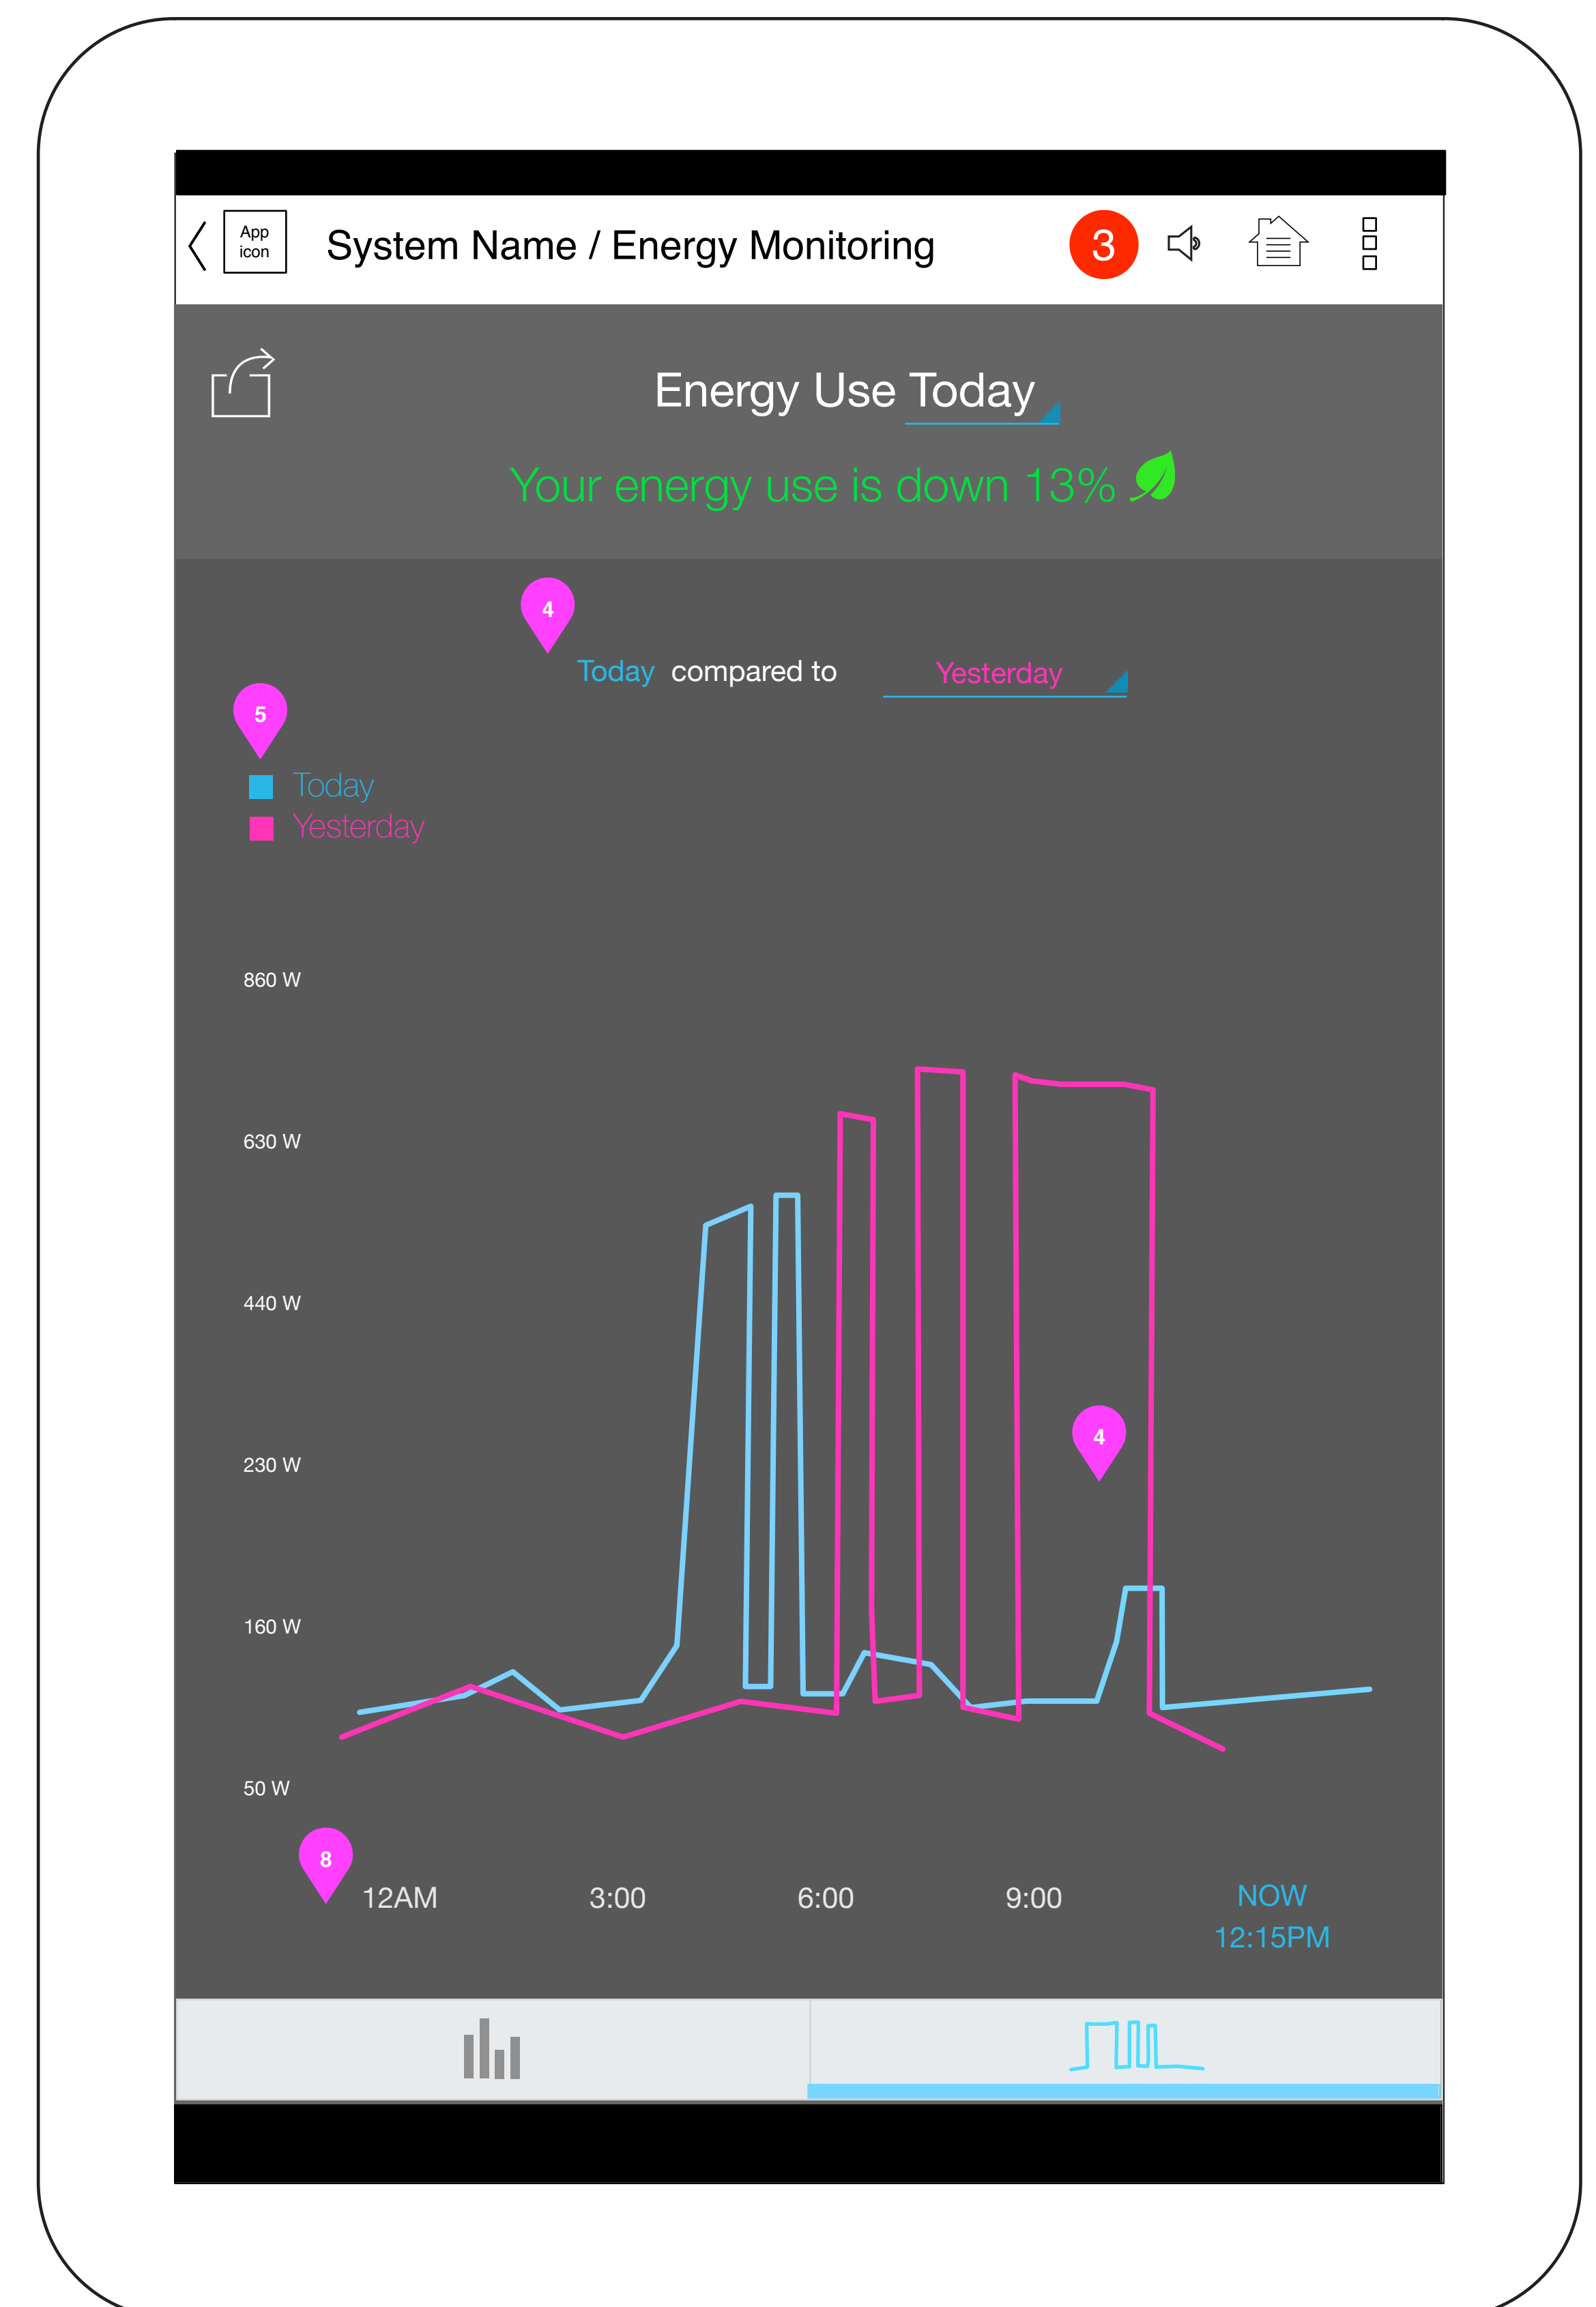 App
icon
System Name / Energy Monitoring
3
Energy Use Today
Your energy use is down 13%
4
Today compared to Yesterday
5
Today
Yesterday
860 W
630 W
440 W
230 W
4
160 W
50 W
8
12AM 3:00 6:00 9:00 NOW
12:15PM